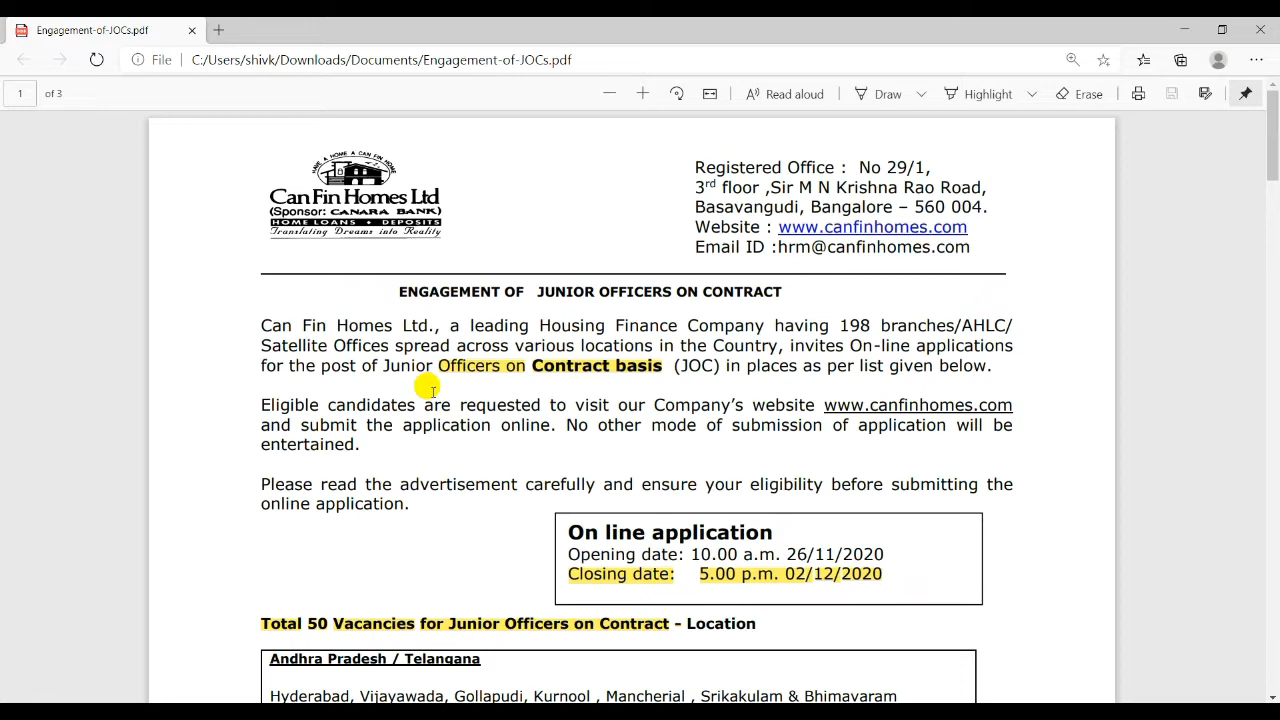 Engagement-of-JOCs.pdf
File C:/Users/shivk/Downloads/Documents/Engagement-of-JOCs.pdf
1 of 3 Read aloud Draw Highlight Erase
HAVE A HOME A CAN FIN HOME
Can Fin Homes Ltd
(Sponsor: CANARA BANK)
HOME LOANS • DEPOSITS
Translating Dreams into Reality
Registered Office : No 29/1,
3rd floor ,Sir M N Krishna Rao Road,
Basavangudi, Bangalore – 560 004.
Website : www.canfinhomes.com
Email ID :hrm@canfinhomes.com
ENGAGEMENT OF JUNIOR OFFICERS ON CONTRACT
Can Fin Homes Ltd., a leading Housing Finance Company having 198 branches/AHLC/
Satellite Offices spread across various locations in the Country, invites On-line applications
for the post of Junior Officers on Contract basis (JOC) in places as per list given below.
Eligible candidates are requested to visit our Company’s website www.canfinhomes.com
and submit the application online. No other mode of submission of application will be
entertained.
Please read the advertisement carefully and ensure your eligibility before submitting the
online application.
On line application
Opening date: 10.00 a.m. 26/11/2020
Closing date: 5.00 p.m. 02/12/2020
Total 50 Vacancies for Junior Officers on Contract - Location
Andhra Pradesh / Telangana
Hyderabad, Vijayawada, Gollapudi, Kurnool , Mancherial , Srikakulam & Bhimavaram